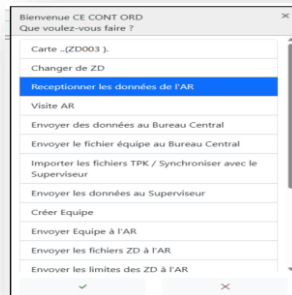 Bienvenue CE CONT ORD
Que voulez-vous faire ?
Carte ..(ZD003 ).
Changer de ZD
Receptionner les données de l'AR
Visite AR
Envoyer des données au Bureau Central
Envoyer le fichier équipe au Bureau Central
Importer les fichiers TPK / Synchroniser avec le
Superviseur
Envoyer les données au Superviseur
Créer Equipe
Envoyer Equipe à l'AR
Envoyer les fichiers ZD à l'AR
Envoyer les limites des ZD à l'AR